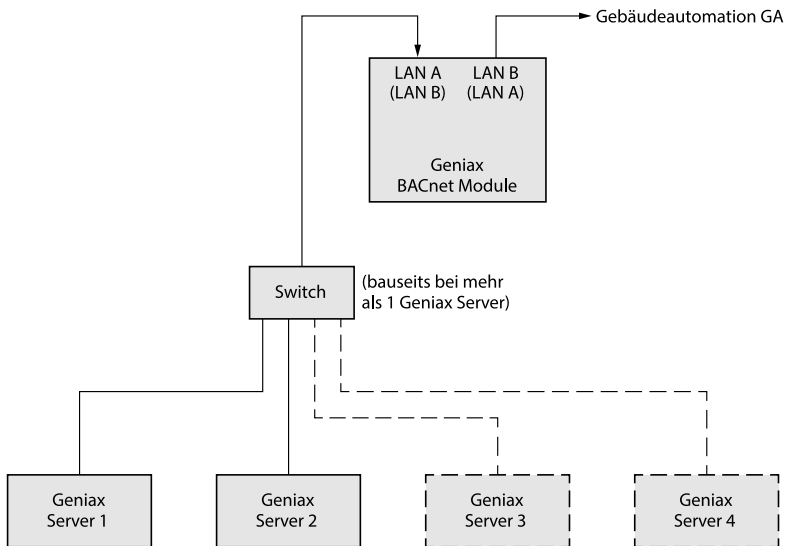 Gebäudeautomation GA
LAN A
(LAN B)
LAN B
(LAN A)
Geniax
BACnet Module
Switch
(bauseits bei mehr
als 1 Geniax Server)
Geniax
Server 1
Geniax
Server 2
Geniax
Server 3
Geniax
Server 4